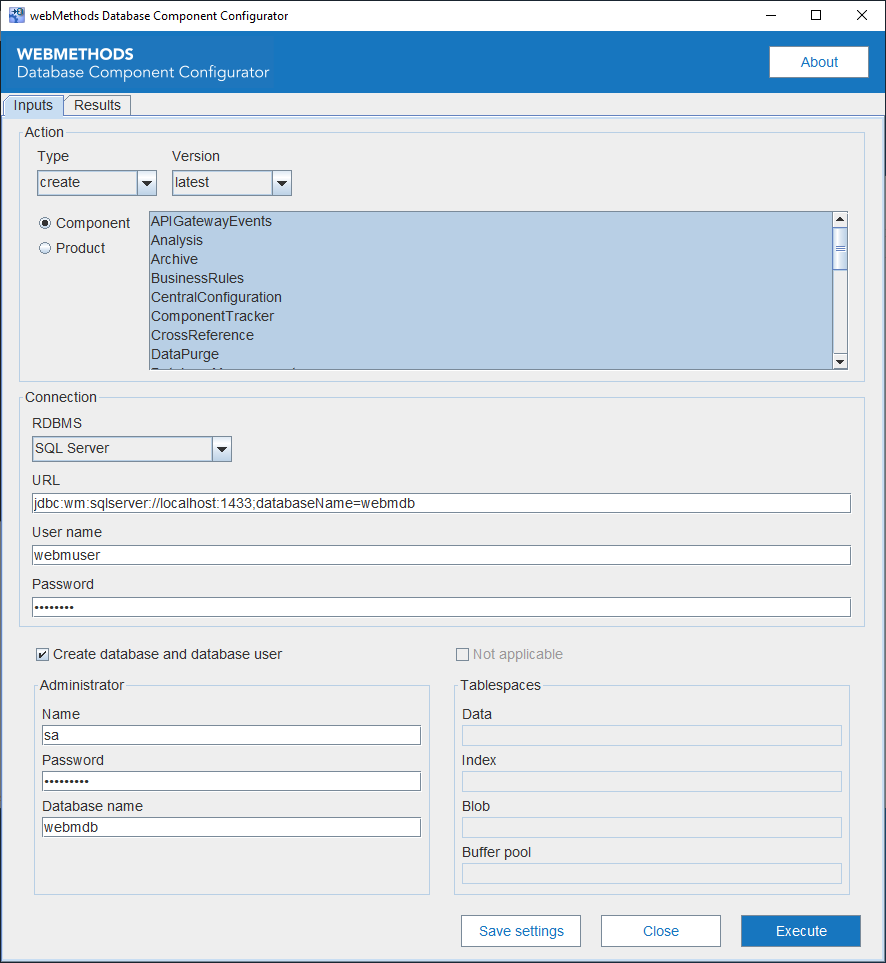 webMethods Database Component Configurator
WEBMETHODS
Database Component Configurator
About
Inputs Results
Action
Type Version
create latest
Component
Product
APIGatewayEvents
Analysis
Archive
BusinessRules
CentralConfiguration
ComponentTracker
CrossReference
DataPurge
Connection
RDBMS
SQL Server
URL
jdbc:wm:sqlserver://localhost:1433;databaseName=webmdb
User name
webmuser
Password
••••••••
Create database and database user
Not applicable
Administrator
Name
sa
Password
•••••••••
Database name
webmdb
Tablespaces
Data
Index
Blob
Buffer pool
Save settings Close Execute